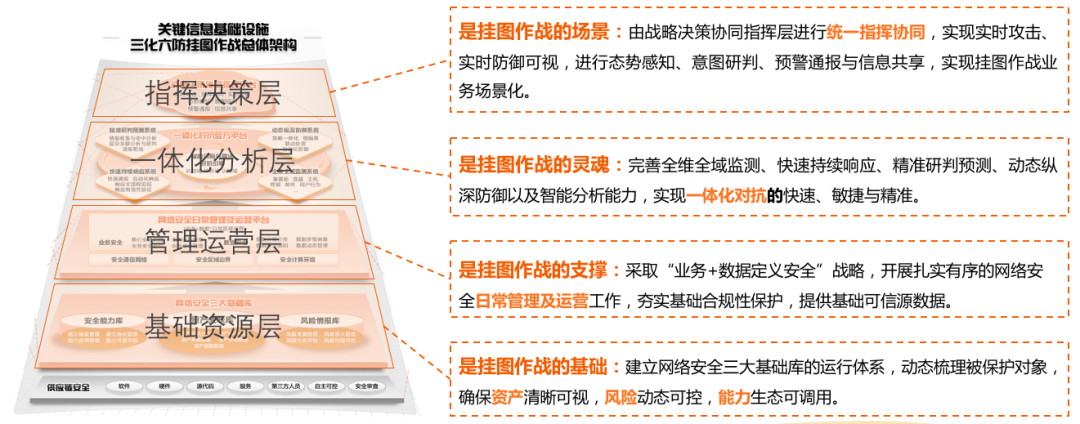 关键信息基础设施
三化六防挂图作战总体架构
指挥决策层
预警通报 信息共享
精准研判预测系统
一体化对抗蓝方平台
动态纵深防御系统
一体化分析层
快速持续响应系统
网络安全日常管理及运营平台
业务安全
管理运营层
安全通信网络
安全区域边界
安全计算环境
网络安全三大基础库
安全能力库
风险情报库
基础资源层
供应链安全
软件
硬件
源代码
服务
第三方人员
自主可控
安全审查
是挂图作战的场景：由战略决策协同指挥层进行统一指挥协同，实现实时攻击、
实时防御可视，进行态势感知、意图研判、预警通报与信息共享，实现挂图作战业
务场景化。
是挂图作战的灵魂：完善全维全域监测、快速持续响应、精准研判预测、动态纵
深防御以及智能分析能力，实现一体化对抗的快速、敏捷与精准。
是挂图作战的支撑：采取“业务+数据定义安全”战略，开展扎实有序的网络安
全日常管理及运营工作，夯实基础合规性保护，提供基础可信源数据。
是挂图作战的基础：建立网络安全三大基础库的运行体系，动态梳理被保护对象，
确保资产清晰可视，风险动态可控，能力生态可调用。